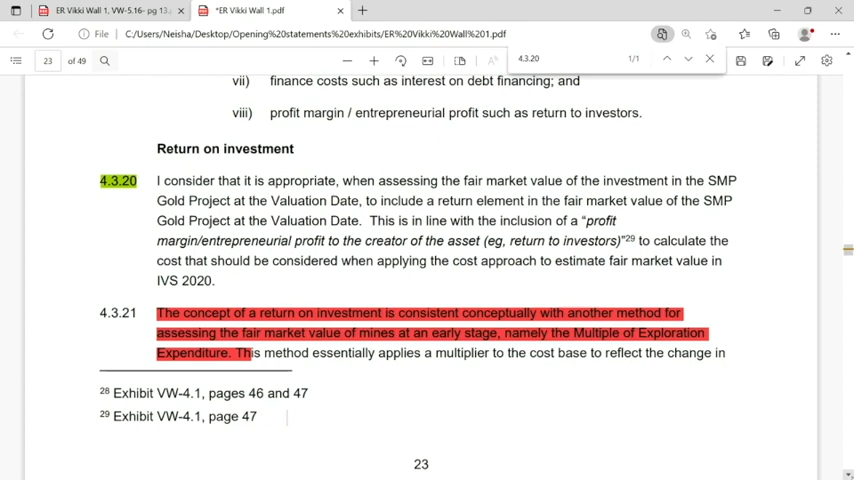 ER Vikki Wall 1, VW-5.16- pg 13.
*ER Vikki Wall 1.pdf
File
C:/Users/Neisha/Desktop/Opening%20statements%20exhibits/ER%20Vikki%20Wall%201.pdf
23 of 49
4.3.20
1/1
vii) finance costs such as interest on debt financing; and
viii) profit margin / entrepreneurial profit such as return to investors.
Return on investment
4.3.20 I consider that it is appropriate, when assessing the fair market value of the investment in the SMP
Gold Project at the Valuation Date, to include a return element in the fair market value of the SMP
Gold Project at the Valuation Date. This is in line with the inclusion of a “profit
margin/entrepreneurial profit to the creator of the asset (eg, return to investors)”29 to calculate the
cost that should be considered when applying the cost approach to estimate fair market value in
IVS 2020.
4.3.21 The concept of a return on investment is consistent conceptually with another method for
assessing the fair market value of mines at an early stage, namely the Multiple of Exploration
Expenditure. This method essentially applies a multiplier to the cost base to reflect the change in
28 Exhibit VW-4.1, pages 46 and 47
29 Exhibit VW-4.1, page 47
23